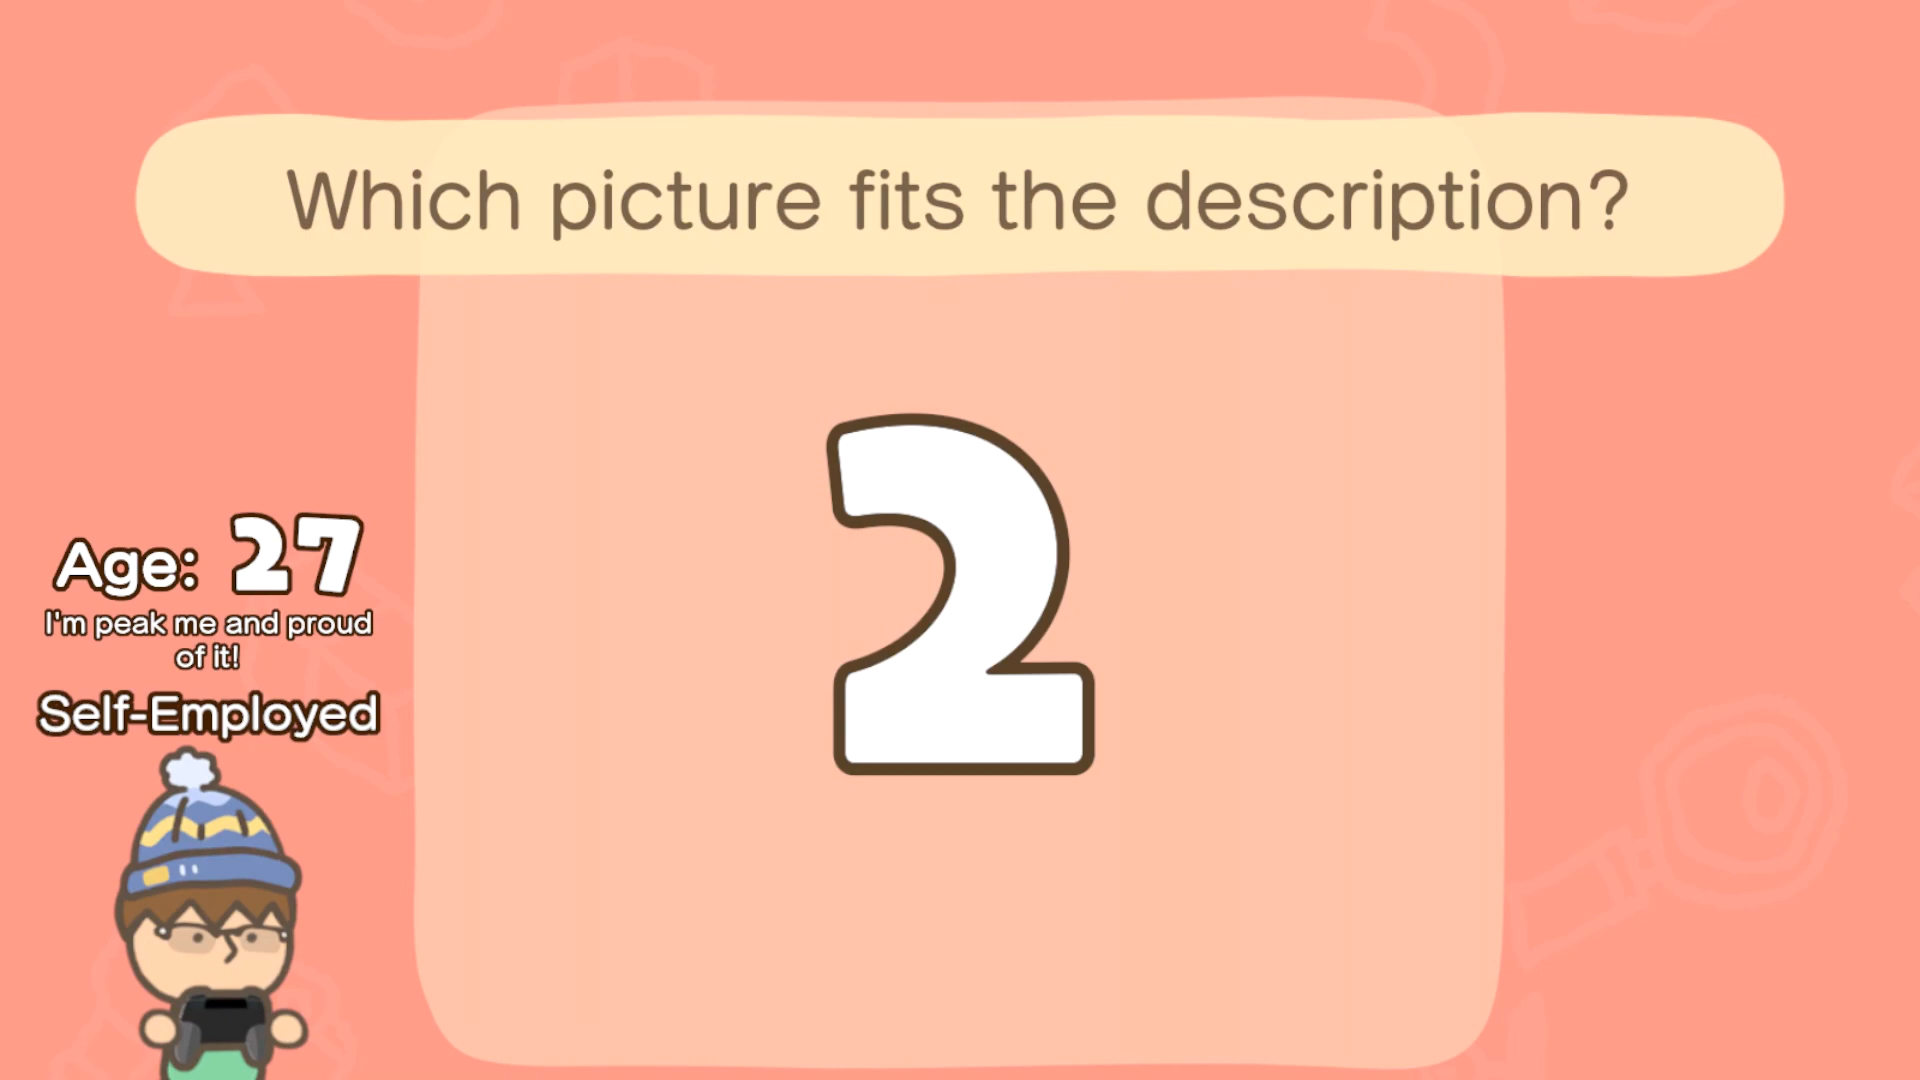 Which picture fits the description?
2
Age: 27
I'm peak me and proud
of it!
Self-Employed